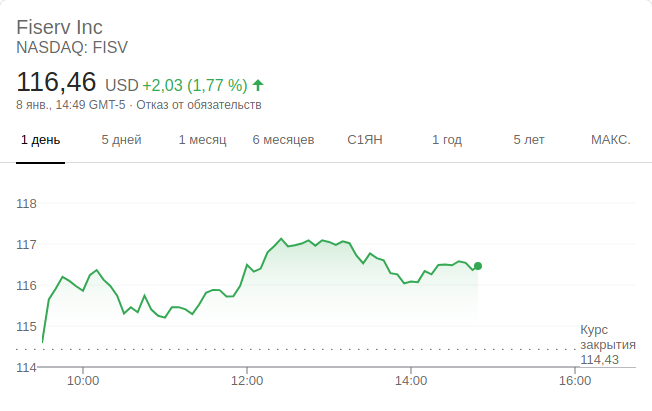 Fiserv Inc
NASDAQ: FISV
116,46 USD +2,03 (1,77 %)
8 янв., 14:49 GMT-5 · Отказ от обязательств
1 день 5 дней 1 месяц 6 месяцев С1ЯН 1 год 5 лет МАКС.
118
117
116
115
Курс
закрытия
114,43
114
10:00 12:00 14:00 16:00